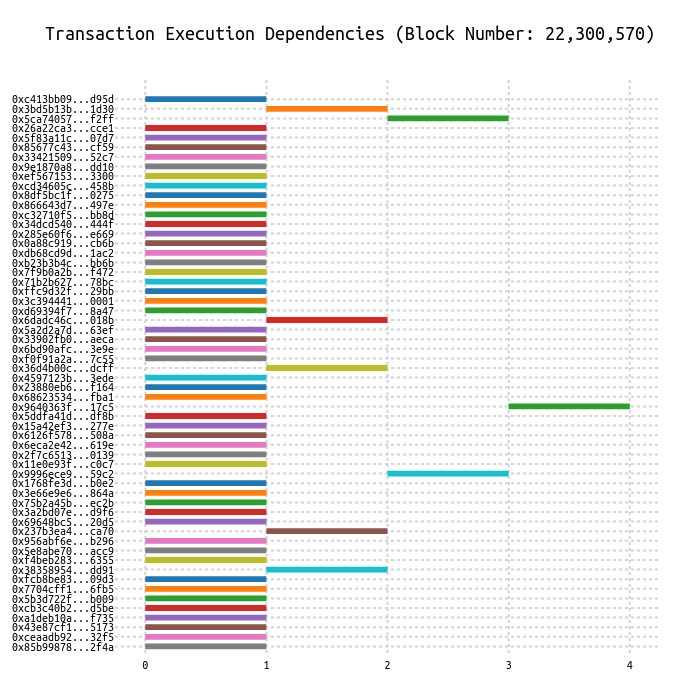 Transaction Execution Dependencies (Block Number: 22,300,570)
0xc413bb09...d95d
0x3bd5b13b...1d30
0x5ca74057...f2ff
0x26a22ca3...cce1
0x5f83a11c...07d7
0x85677c43...cf59
0x33421509...52c7
0x9e1870a8...dd10
0xef567153...3300
0xcd34605c...458b
0x8df5bc1f...0275
0x866643d7...497e
0xc32710f5...bb8d
0x34dcd540...444f
0x285e60f6...e669
0x0a88c919...cb6b
0xdb68cd9d...1ac2
0xb23b3b4c...bb6b
0x7f9b0a2b...f472
0x71b2b627...78bc
0xffc9d32f...29bb
0x3c394441...0001
0xd69394f7...8a47
0x6dadc46c...018b
0x5a2d2a7d...63ef
0x33902fb0...aeca
0x6bd90afc...3e9e
0xf0f91a2a...7c55
0x36d4b00c...dcff
0x4597123b...3ede
0x23880eb6...f164
0x68623534...fba1
0x9640363f...17c5
0x5ddfa41d...df8b
0x15a42ef3...277e
0x6126f578...508a
0x6eca2e42...619e
0x2f7c6513...0139
0x11e0e93f...c0c7
0x9996ece9...59c2
0x1768fe3d...b0e2
0x3e66e9e6...864a
0x75b2a45b...ec2b
0x3a2bd07e...d9f6
0x69648bc5...20d5
0x237b3ea4...ca70
0x956abf6e...b296
0x5e8abe70...acc9
0xf4beb283...6355
0x38358954...dd91
0xfcb8be83...09d3
0x7704cff1...6fb5
0x5b3d722f...b009
0xcb3c40b2...d5be
0xa1deb10a...f735
0x43e87cf1...5173
0xceaadb92...32f5
0x85b99878...2f4a
0 1 2 3 4